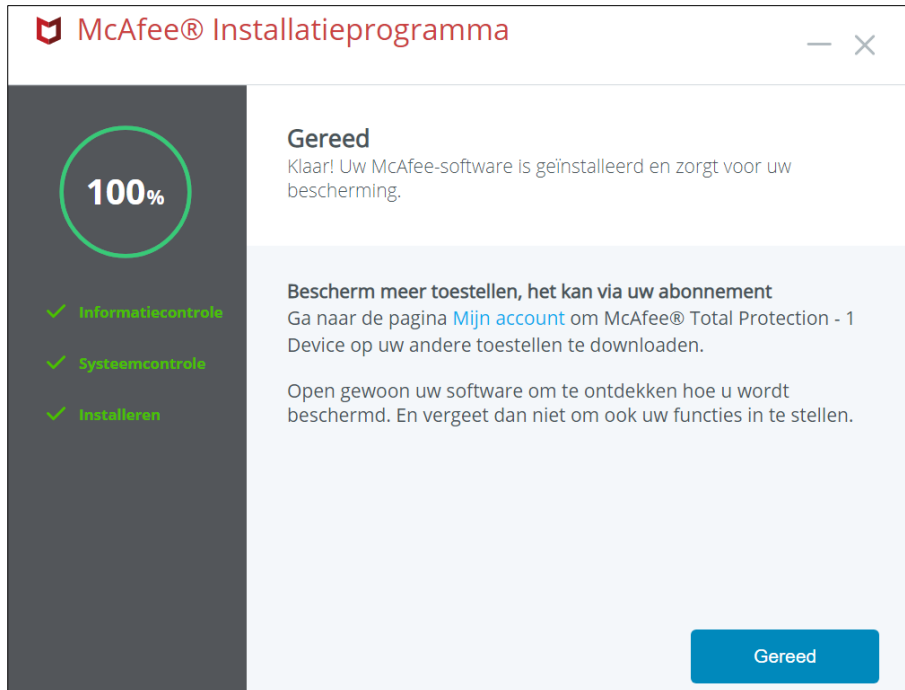 McAfee® Installatieprogramma
100%
Informatiecontrole
Systeemcontrole
Installeren
Gereed
Klaar! Uw McAfee-software is geïnstalleerd en zorgt voor uw
bescherming.
Bescherm meer toestellen, het kan via uw abonnement
Ga naar de pagina Mijn account om McAfee® Total Protection - 1
Device op uw andere toestellen te downloaden.
Open gewoon uw software om te ontdekken hoe u wordt
beschermd. En vergeet dan niet om ook uw functies in te stellen.
Gereed